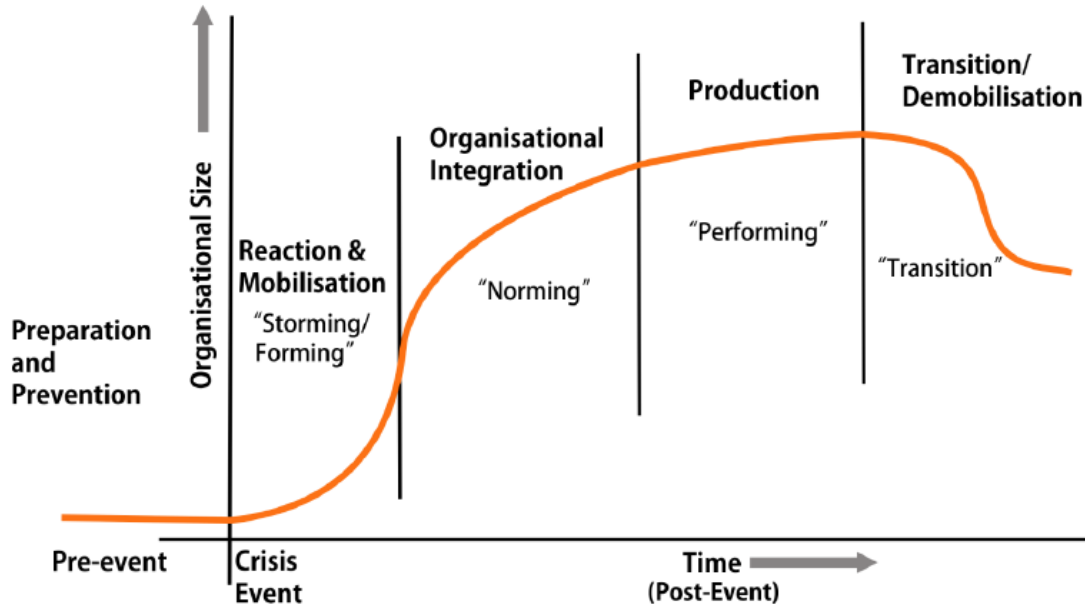 Preparation
and
Prevention
Pre-event
Organisational Size
Crisis
Event
Reaction &
Mobilisation
“Storming/
Forming”
Organisational
Integration
“Norming”
Production
“Performing”
Transition/
Demobilisation
“Transition”
Time
(Post-Event)